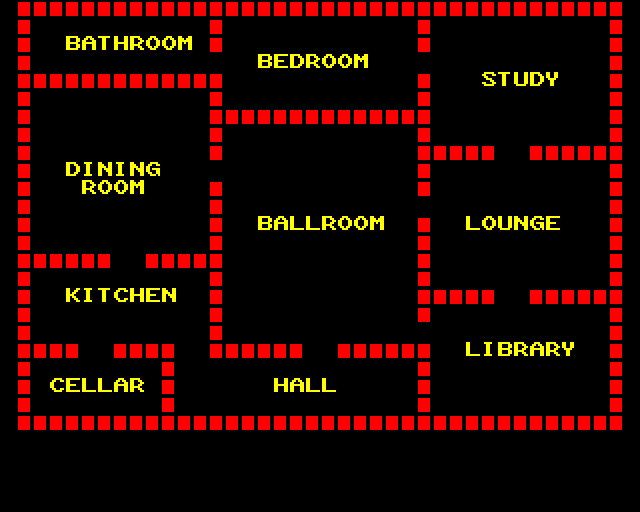 BATHROOM
BEDROOM
STUDY
DINING
ROOM
BALLROOM
LOUNGE
KITCHEN
LIBRARY
CELLAR
HALL